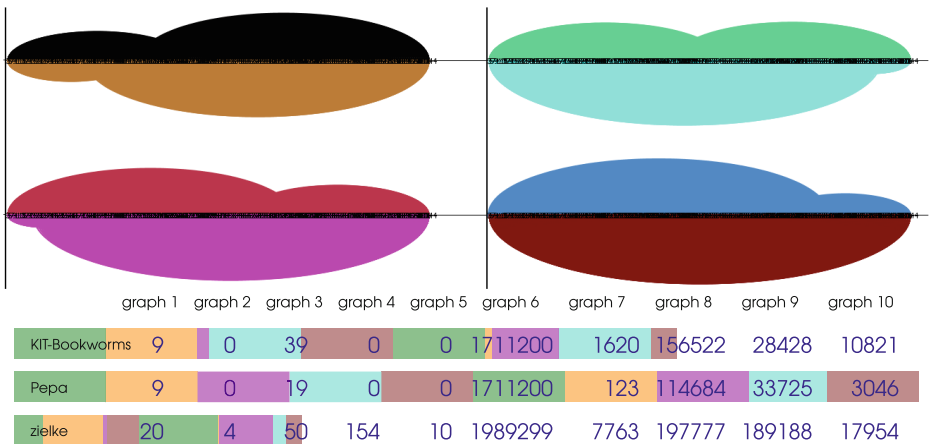 graph 1 graph 2 graph 3 graph 4 graph 5 graph 6 graph 7 graph 8 graph 9 graph 10
KIT-Bookworms 9 0 39 0 0 1711200 1620 156522 28428 10821
Pepa 9 0 19 0 0 1711200 123 114684 33725 3046
zielke 20 4 50 154 10 1989299 7763 197777 189188 17954